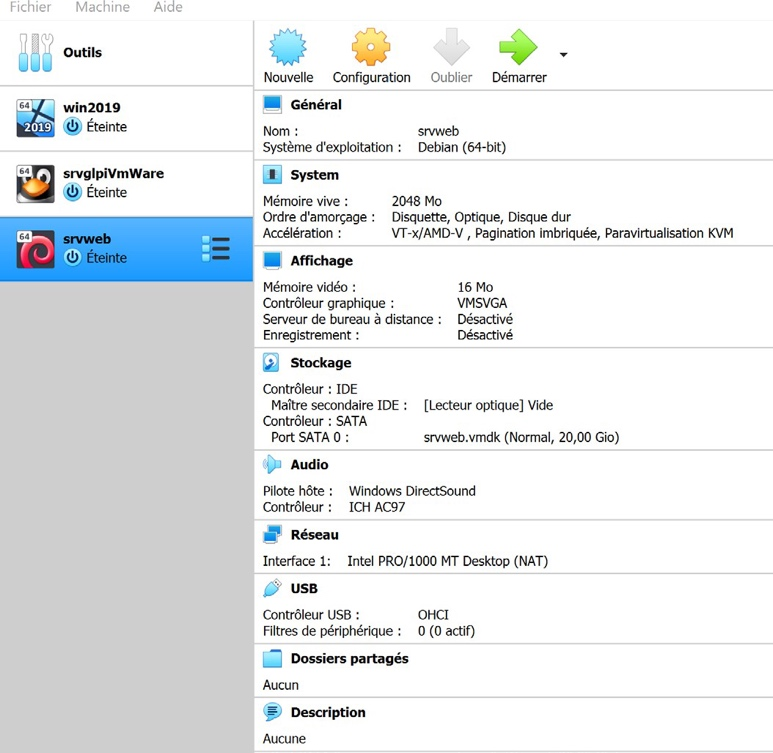 Fichier Machine Aide
Outils
64
2019
win2019
Éteinte
64
srvglpiVmWare
Éteinte
64
srvweb
Éteinte
Nouvelle Configuration Oublier Démarrer
Général
Nom : srvweb
Système d'exploitation : Debian (64-bit)
System
Mémoire vive : 2048 Mo
Ordre d'amorçage : Disquette, Optique, Disque dur
Accélération : VT-x/AMD-V , Pagination imbriquée, Paravirtualisation KVM
Affichage
Mémoire vidéo : 16 Mo
Contrôleur graphique : VMSVGA
Serveur de bureau à distance : Désactivé
Enregistrement : Désactivé
Stockage
Contrôleur : IDE
Maître secondaire IDE : [Lecteur optique] Vide
Contrôleur : SATA
Port SATA 0 : srvweb.vmdk (Normal, 20,00 Gio)
Audio
Pilote hôte : Windows DirectSound
Contrôleur : ICH AC97
Réseau
Interface 1: Intel PRO/1000 MT Desktop (NAT)
USB
Contrôleur USB : OHCI
Filtres de périphérique : 0 (0 actif)
Dossiers partagés
Aucun
Description
Aucune